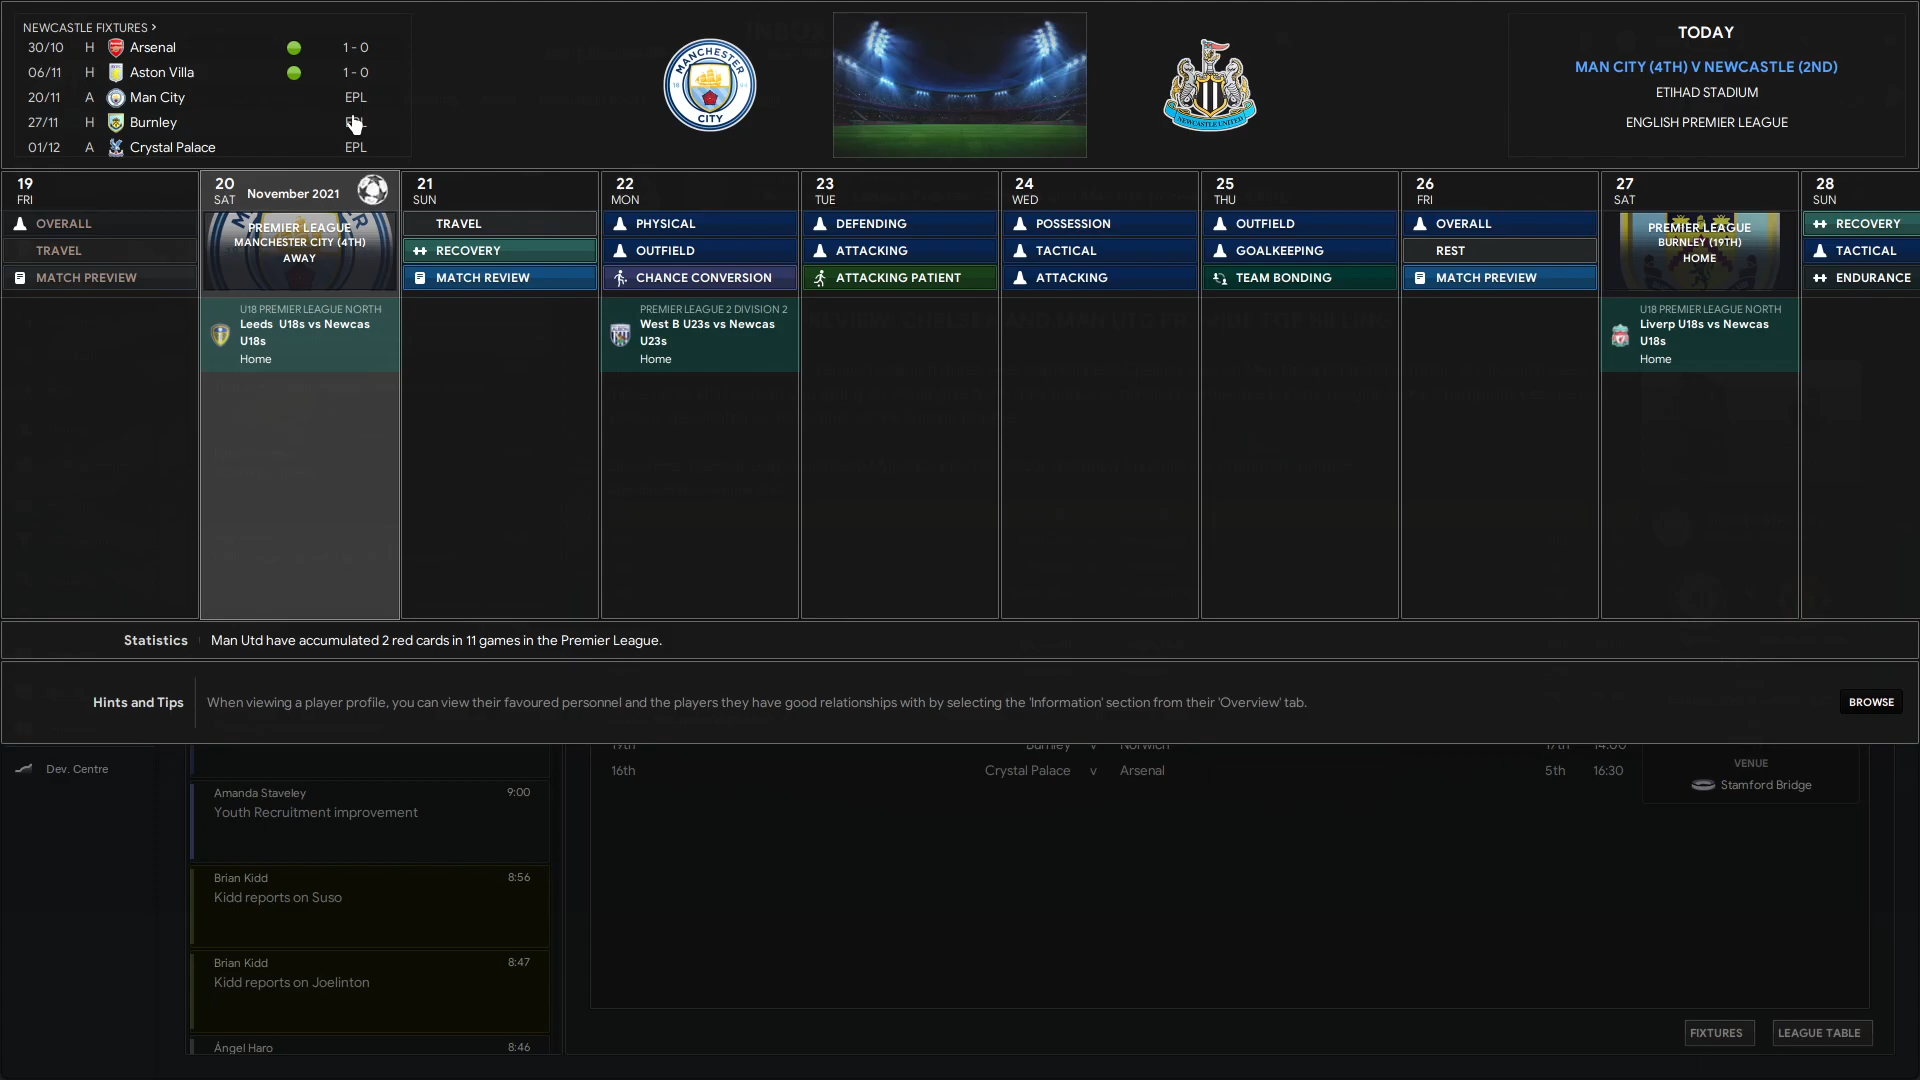 NEWCASTLE FIXTURES >
30/10 H Arsenal 1 - 0
06/11 H Aston Villa 1 - 0
20/11 A Man City EPL
27/11 H Burnley
01/12 A Crystal Palace EPL
MANCHESTER
CITY
NEWCASTLE UNITED
TODAY
MAN CITY (4TH) V NEWCASTLE (2ND)
ETIHAD STADIUM
ENGLISH PREMIER LEAGUE
19
FRI
OVERALL
TRAVEL
MATCH PREVIEW
20
SAT November 2021
PREMIER LEAGUE
MANCHESTER CITY (4TH)
AWAY
U18 PREMIER LEAGUE NORTH
Leeds U18s vs Newcas
U18s
Home
21
SUN
TRAVEL
RECOVERY
MATCH REVIEW
22
MON
PHYSICAL
OUTFIELD
CHANCE CONVERSION
PREMIER LEAGUE 2 DIVISION 2
West B U23s vs Newcas
U23s
Home
23
TUE
DEFENDING
ATTACKING
ATTACKING PATIENT
24
WED
POSSESSION
TACTICAL
ATTACKING
25
THU
OUTFIELD
GOALKEEPING
TEAM BONDING
26
FRI
OVERALL
REST
MATCH PREVIEW
27
SAT
PREMIER LEAGUE
BURNLEY (19TH)
HOME
U18 PREMIER LEAGUE NORTH
Liverp U18s vs Newcas
U18s
Home
28
SUN
RECOVERY
TACTICAL
ENDURANCE
Statistics Man Utd have accumulated 2 red cards in 11 games in the Premier League.
Hints and Tips When viewing a player profile, you can view their favoured personnel and the players they have good relationships with by selecting the 'Information' section from their 'Overview' tab.
BROWSE
19th Burnley v Norwich 17th 14:00
16th Crystal Palace v Arsenal 5th 16:30
VENUE
Stamford Bridge
Dev. Centre
Amanda Staveley 9:00
Youth Recruitment improvement
Brian Kidd 8:56
Kidd reports on Suso
Brian Kidd 8:47
Kidd reports on Joelinton
Ángel Haro 8:46
FIXTURES
LEAGUE TABLE